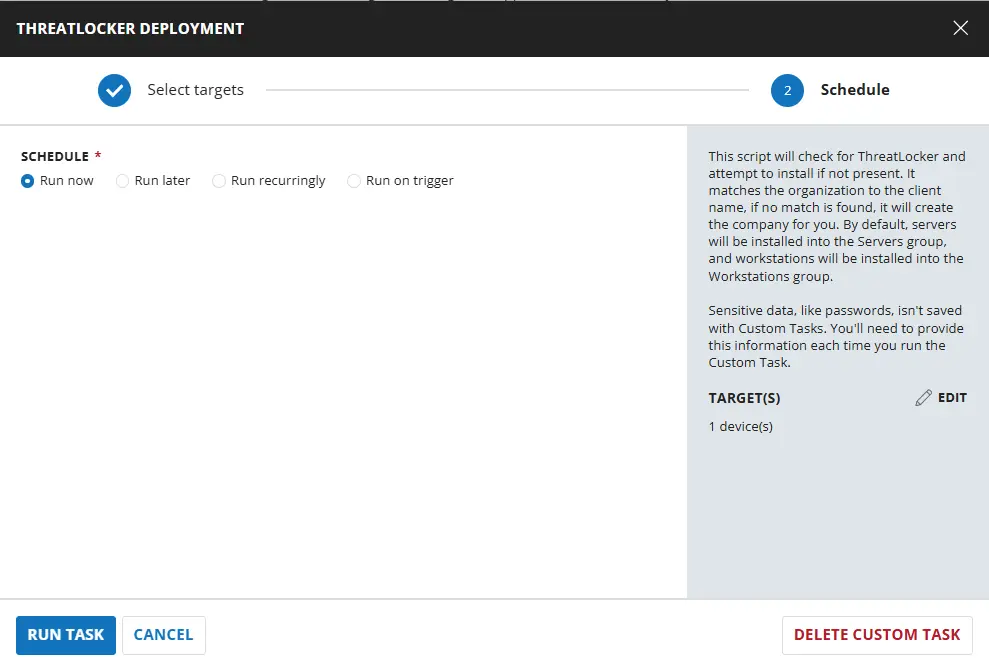 THREATLOCKER DEPLOYMENT
Select targets
2 Schedule
SCHEDULE *
Run now Run later Run recurringly Run on trigger
This script will check for ThreatLocker and
attempt to install if not present. It
matches the organization to the client
name, if no match is found, it will create
the company for you. By default, servers
will be installed into the Servers group,
and workstations will be installed into the
Workstations group.
Sensitive data, like passwords, isn't saved
with Custom Tasks. You'll need to provide
this information each time you run the
Custom Task.
TARGET(S) EDIT
1 device(s)
RUN TASK CANCEL DELETE CUSTOM TASK